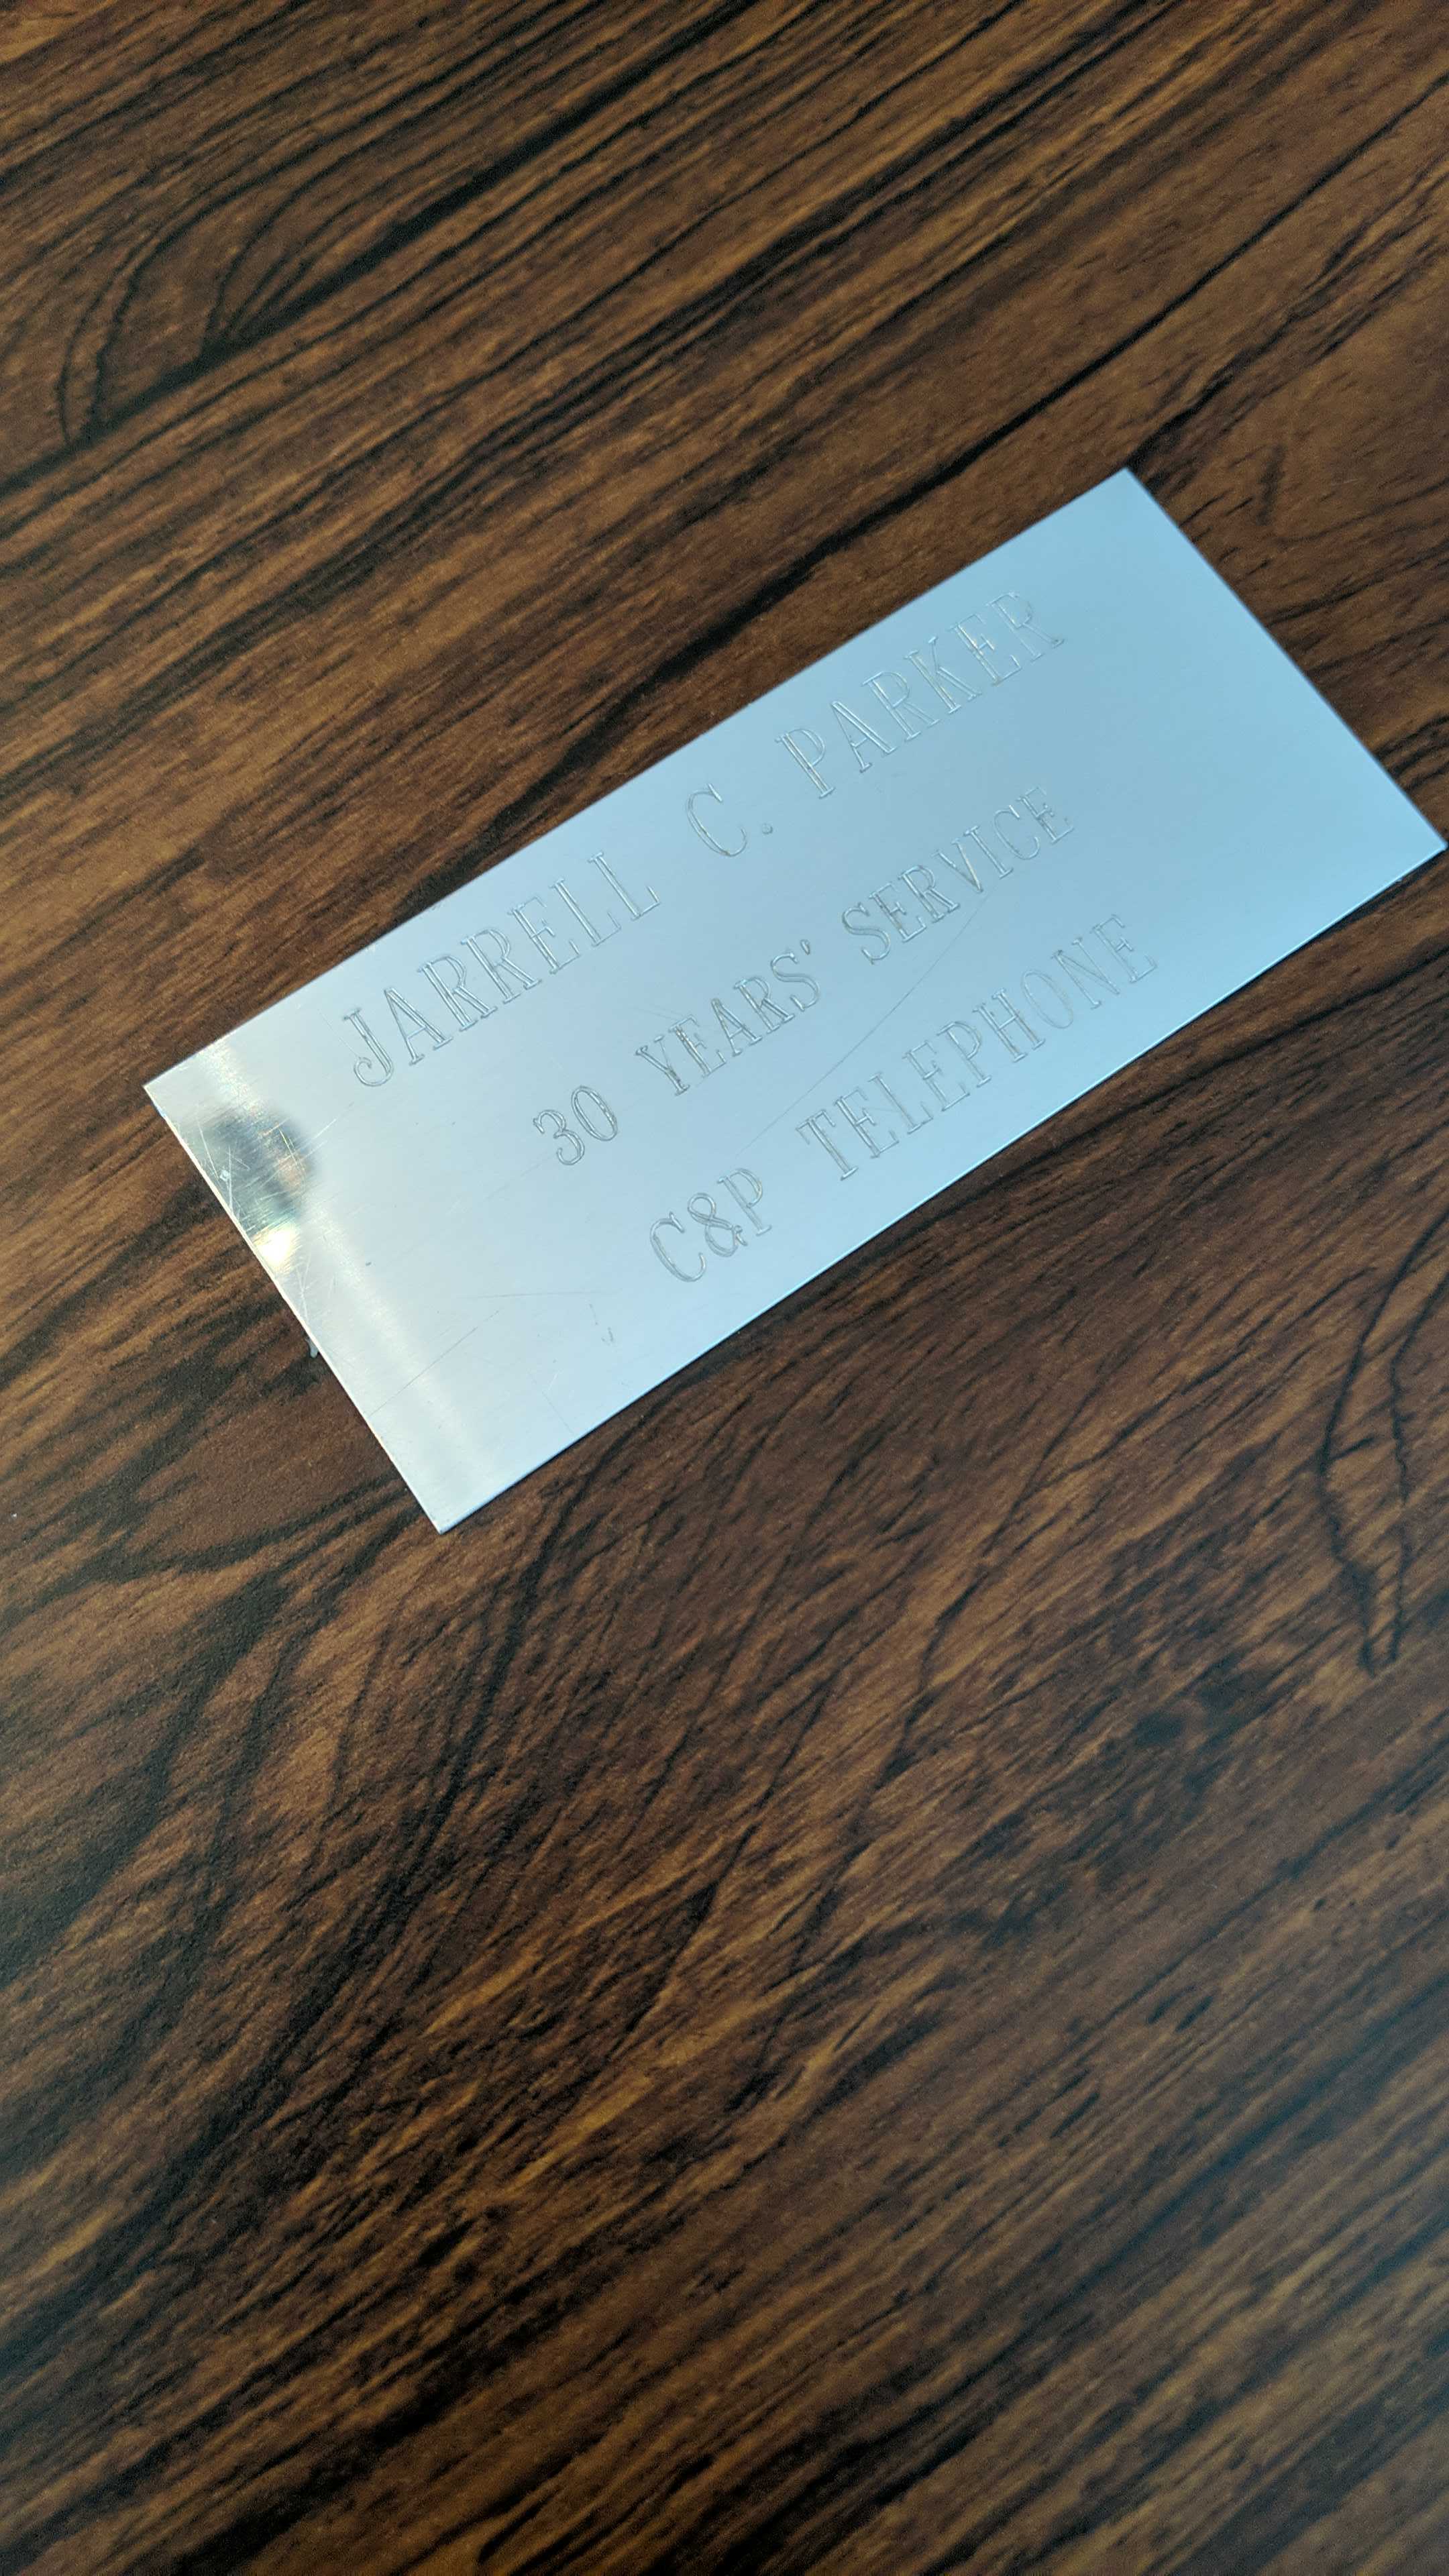 JARRELL C. PARKER
30 YEARS' SERVICE
C&P TELEPHONE